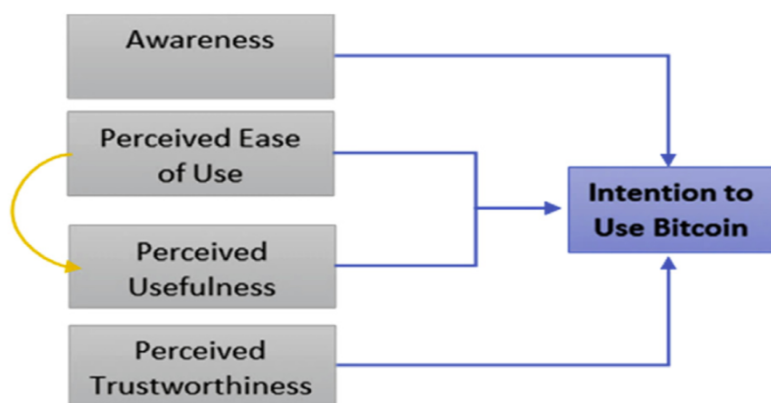 Awareness
Perceived Ease
of Use
Perceived
Usefulness
Perceived
Trustworthiness
Intention to
Use Bitcoin